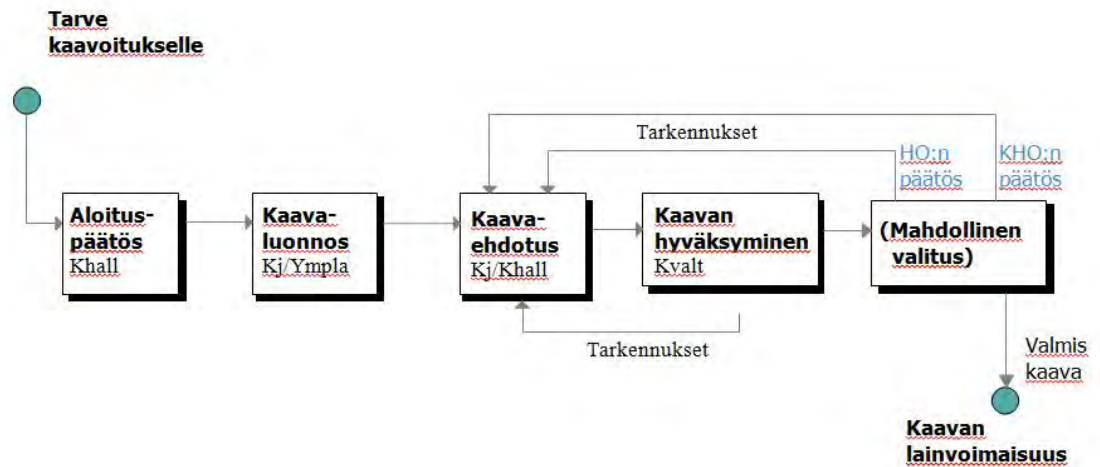 Tarve
kaavoitukselle
Tarkennukset
HO:n
päätös
KHO:n
päätös
Aloitus-
päätös
Khall
Kaava-
luonnos
Kj/Ympla
Kaava-
ehdotus
Kj/Khall
Kaavan
hyväksyminen
Kvalt
(Mahdollinen
valitus)
Tarkennukset
Valmis
kaava
Kaavan
lainvoimaisuus